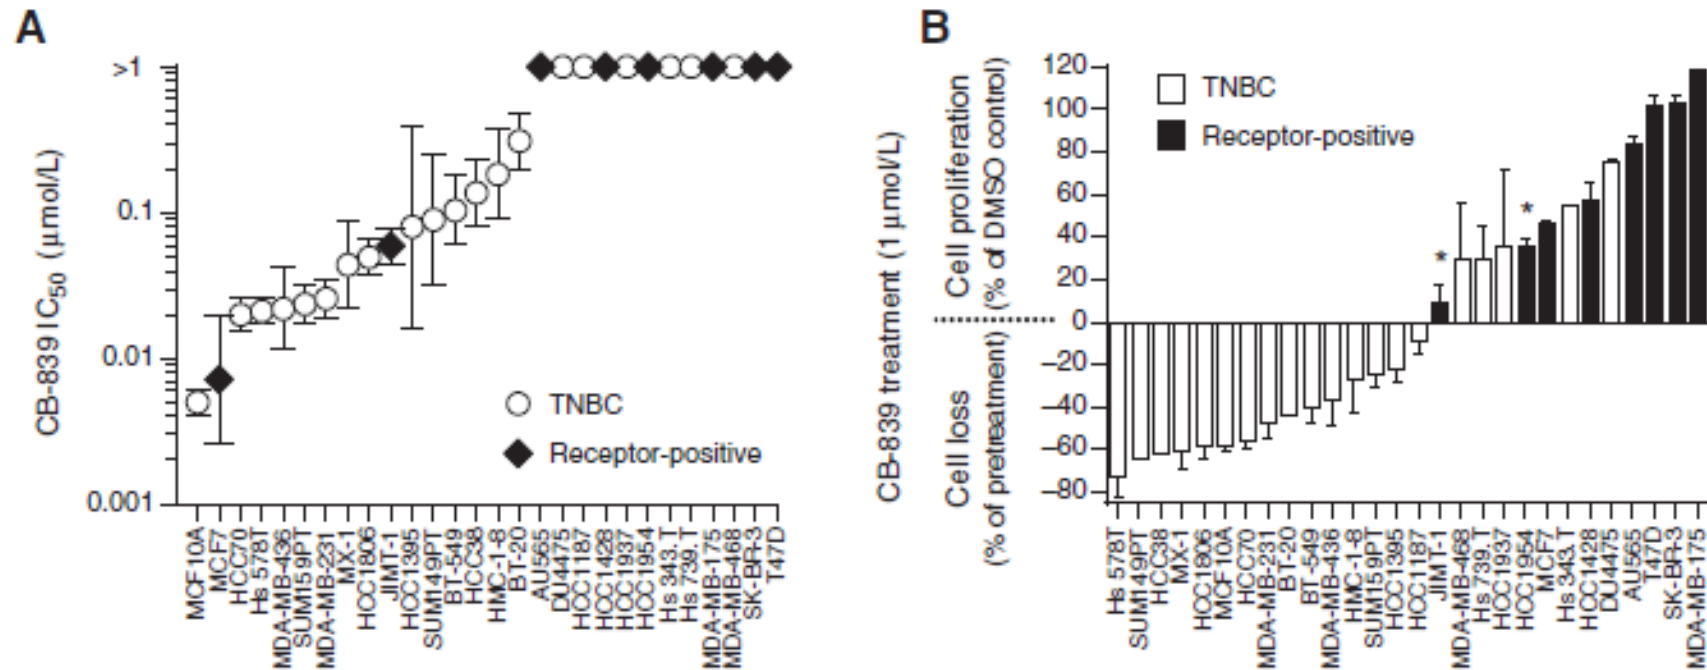 A
CB-839 IC50 (μmol/L)
>1
0.1
0.01
0.001
TNBC
Receptor-positive
MCF10A
MCF7
HCC70
Hs 578T
MDA-MB-436
SUM159PT
MDA-MB-231
MX-1
HCC1806
JIMT-1
HCC1395
SUM149PT
BT-549
HCC38
HMC-1-8
BT-20
AU565
DU4475
HCC1187
HCC1428
HCC1937
HCC1954
Hs 343.T
Hs 739.T
MDA-MB-175
MDA-MB-468
SK-BR-3
T47D
B
CB-839 treatment (1 μmol/L)
Cell proliferation
(% of DMSO control)
Cell loss
(% of pretreatment)
120
100
80
60
40
20
0
−20
−40
−60
−80
TNBC
Receptor-positive
*
*
Hs 578T
SUM149PT
HCC38
MX-1
HCC1806
MCF10A
HCC70
MDA-MB-231
BT-20
BT-549
MDA-MB-436
HMC-1-8
SUM159PT
HCC1395
HCC1187
JIMT-1
MDA-MB-468
Hs 739.T
HCC1937
HCC1954
MCF7
Hs 343.T
HCC1428
DU4475
AU565
T47D
SK-BR-3
MDA-MB-175